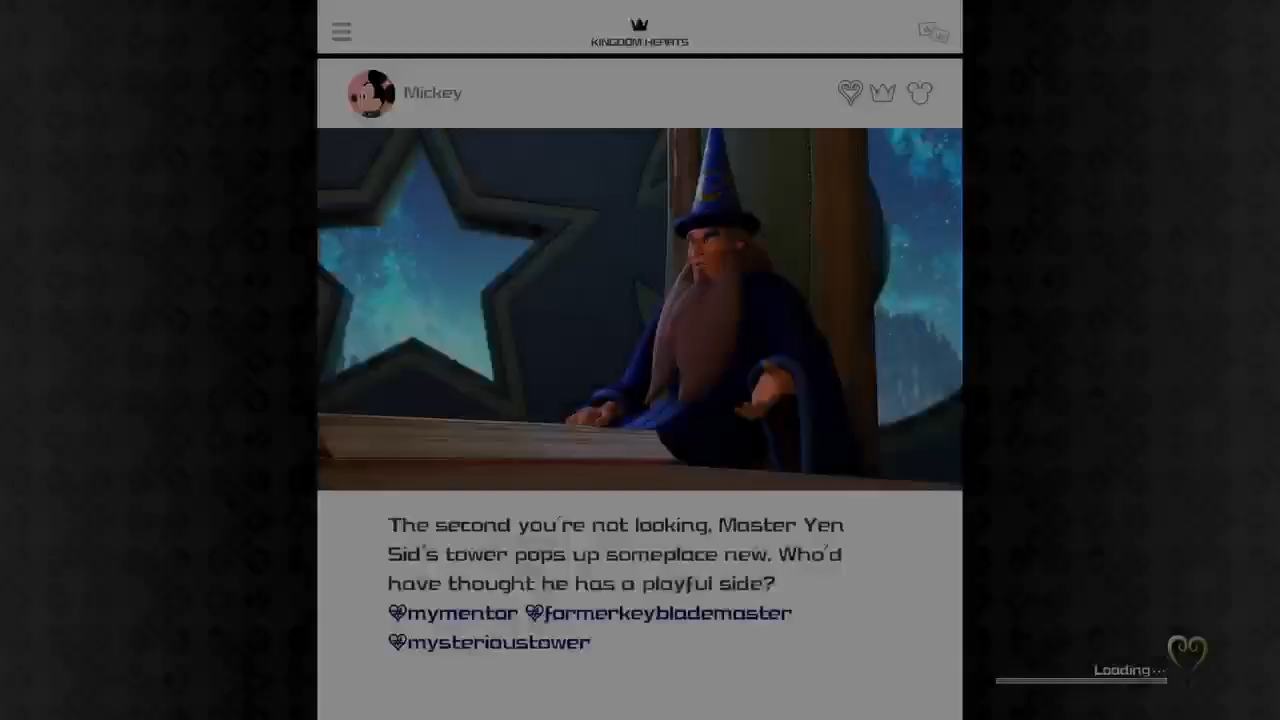 KINGDOM HEARTS
Mickey
The second you're not looking, Master Yen
Sid's tower pops up someplace new. Who'd
have thought he has a playful side?
mymentor formerkeyblademaster
mysterioustower
Loading...